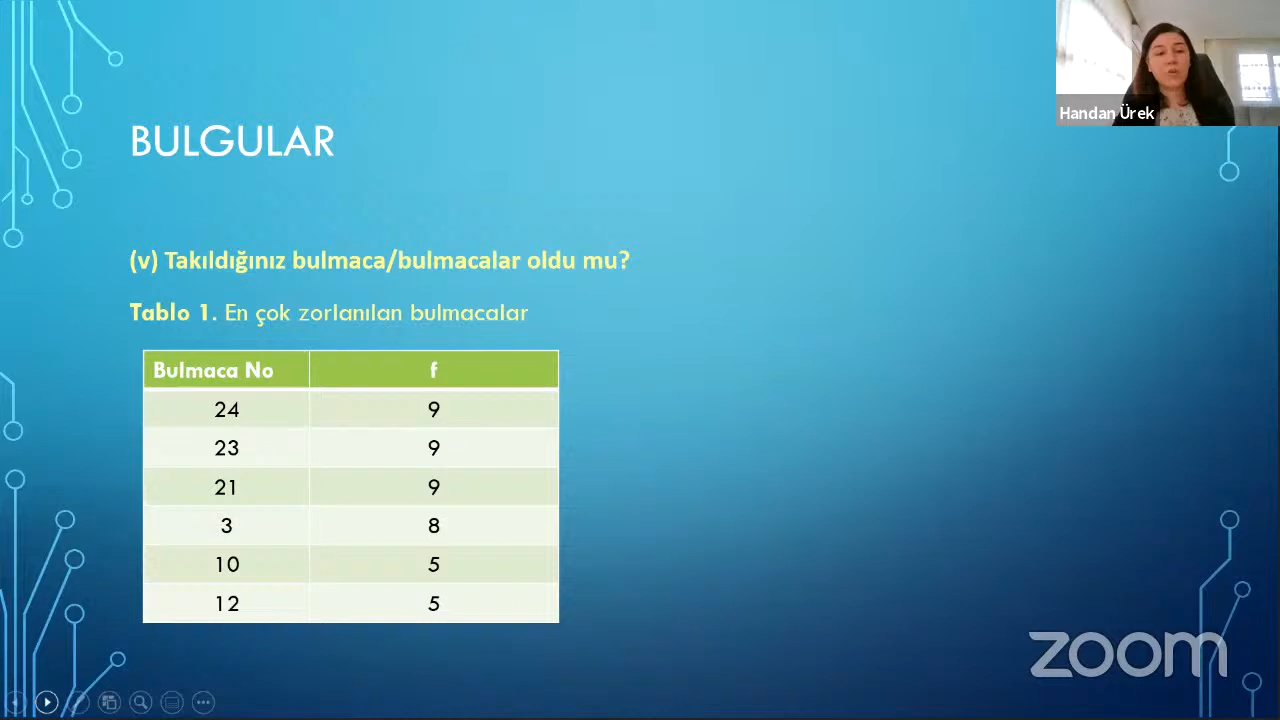 Handan Ürek
BULGULAR
(v) Takıldığınız bulmaca/bulmacalar oldu mu?
Tablo 1. En çok zorlanılan bulmacalar
Bulmaca No f
24 9
23 9
21 9
3 8
10 5
12 5
zoom